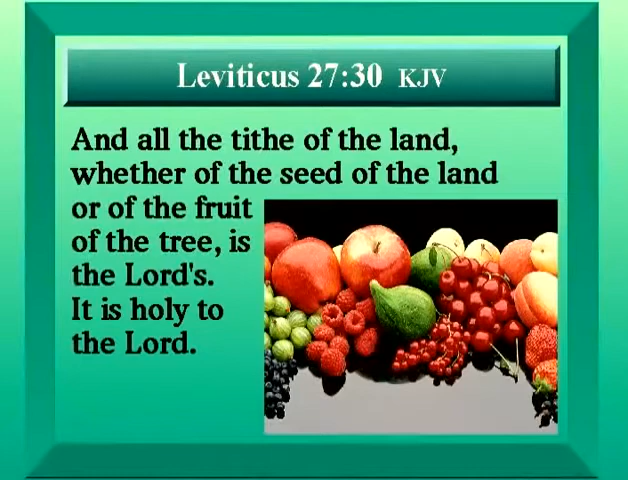 Leviticus 27:30 KJV
And all the tithe of the land,
whether of the seed of the land
or of the fruit
of the tree, is
the Lord's.
It is holy to
the Lord.